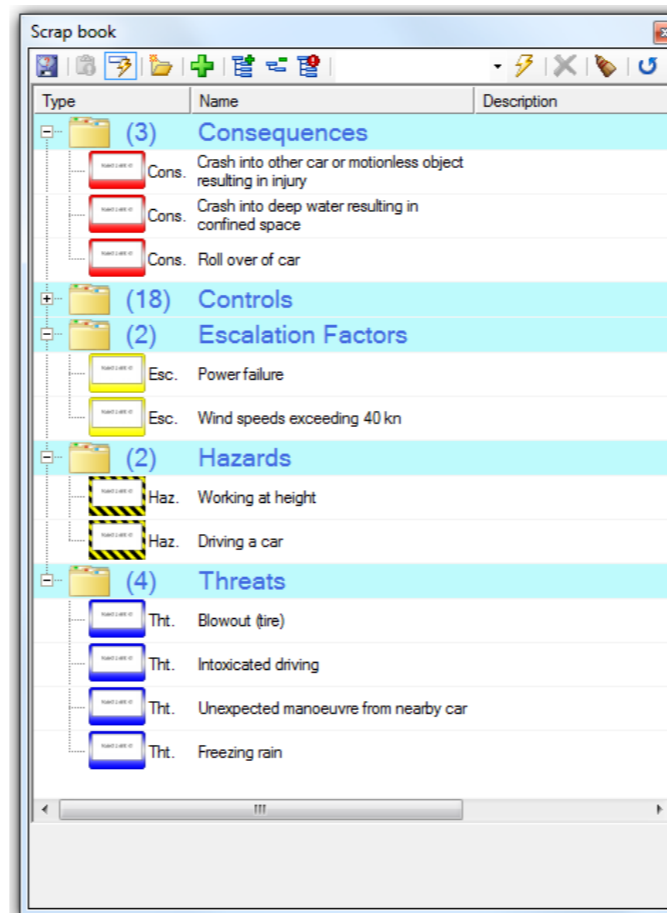 Scrap book
Type Name Description
(3) Consequences
Cons. Crash into other car or motionless object
resulting in injury
Cons. Crash into deep water resulting in
confined space
Cons. Roll over of car
(18) Controls
(2) Escalation Factors
Esc. Power failure
Esc. Wind speeds exceeding 40 kn
(2) Hazards
Haz. Working at height
Haz. Driving a car
(4) Threats
Tht. Blowout (tire)
Tht. Intoxicated driving
Tht. Unexpected manoeuvre from nearby car
Tht. Freezing rain